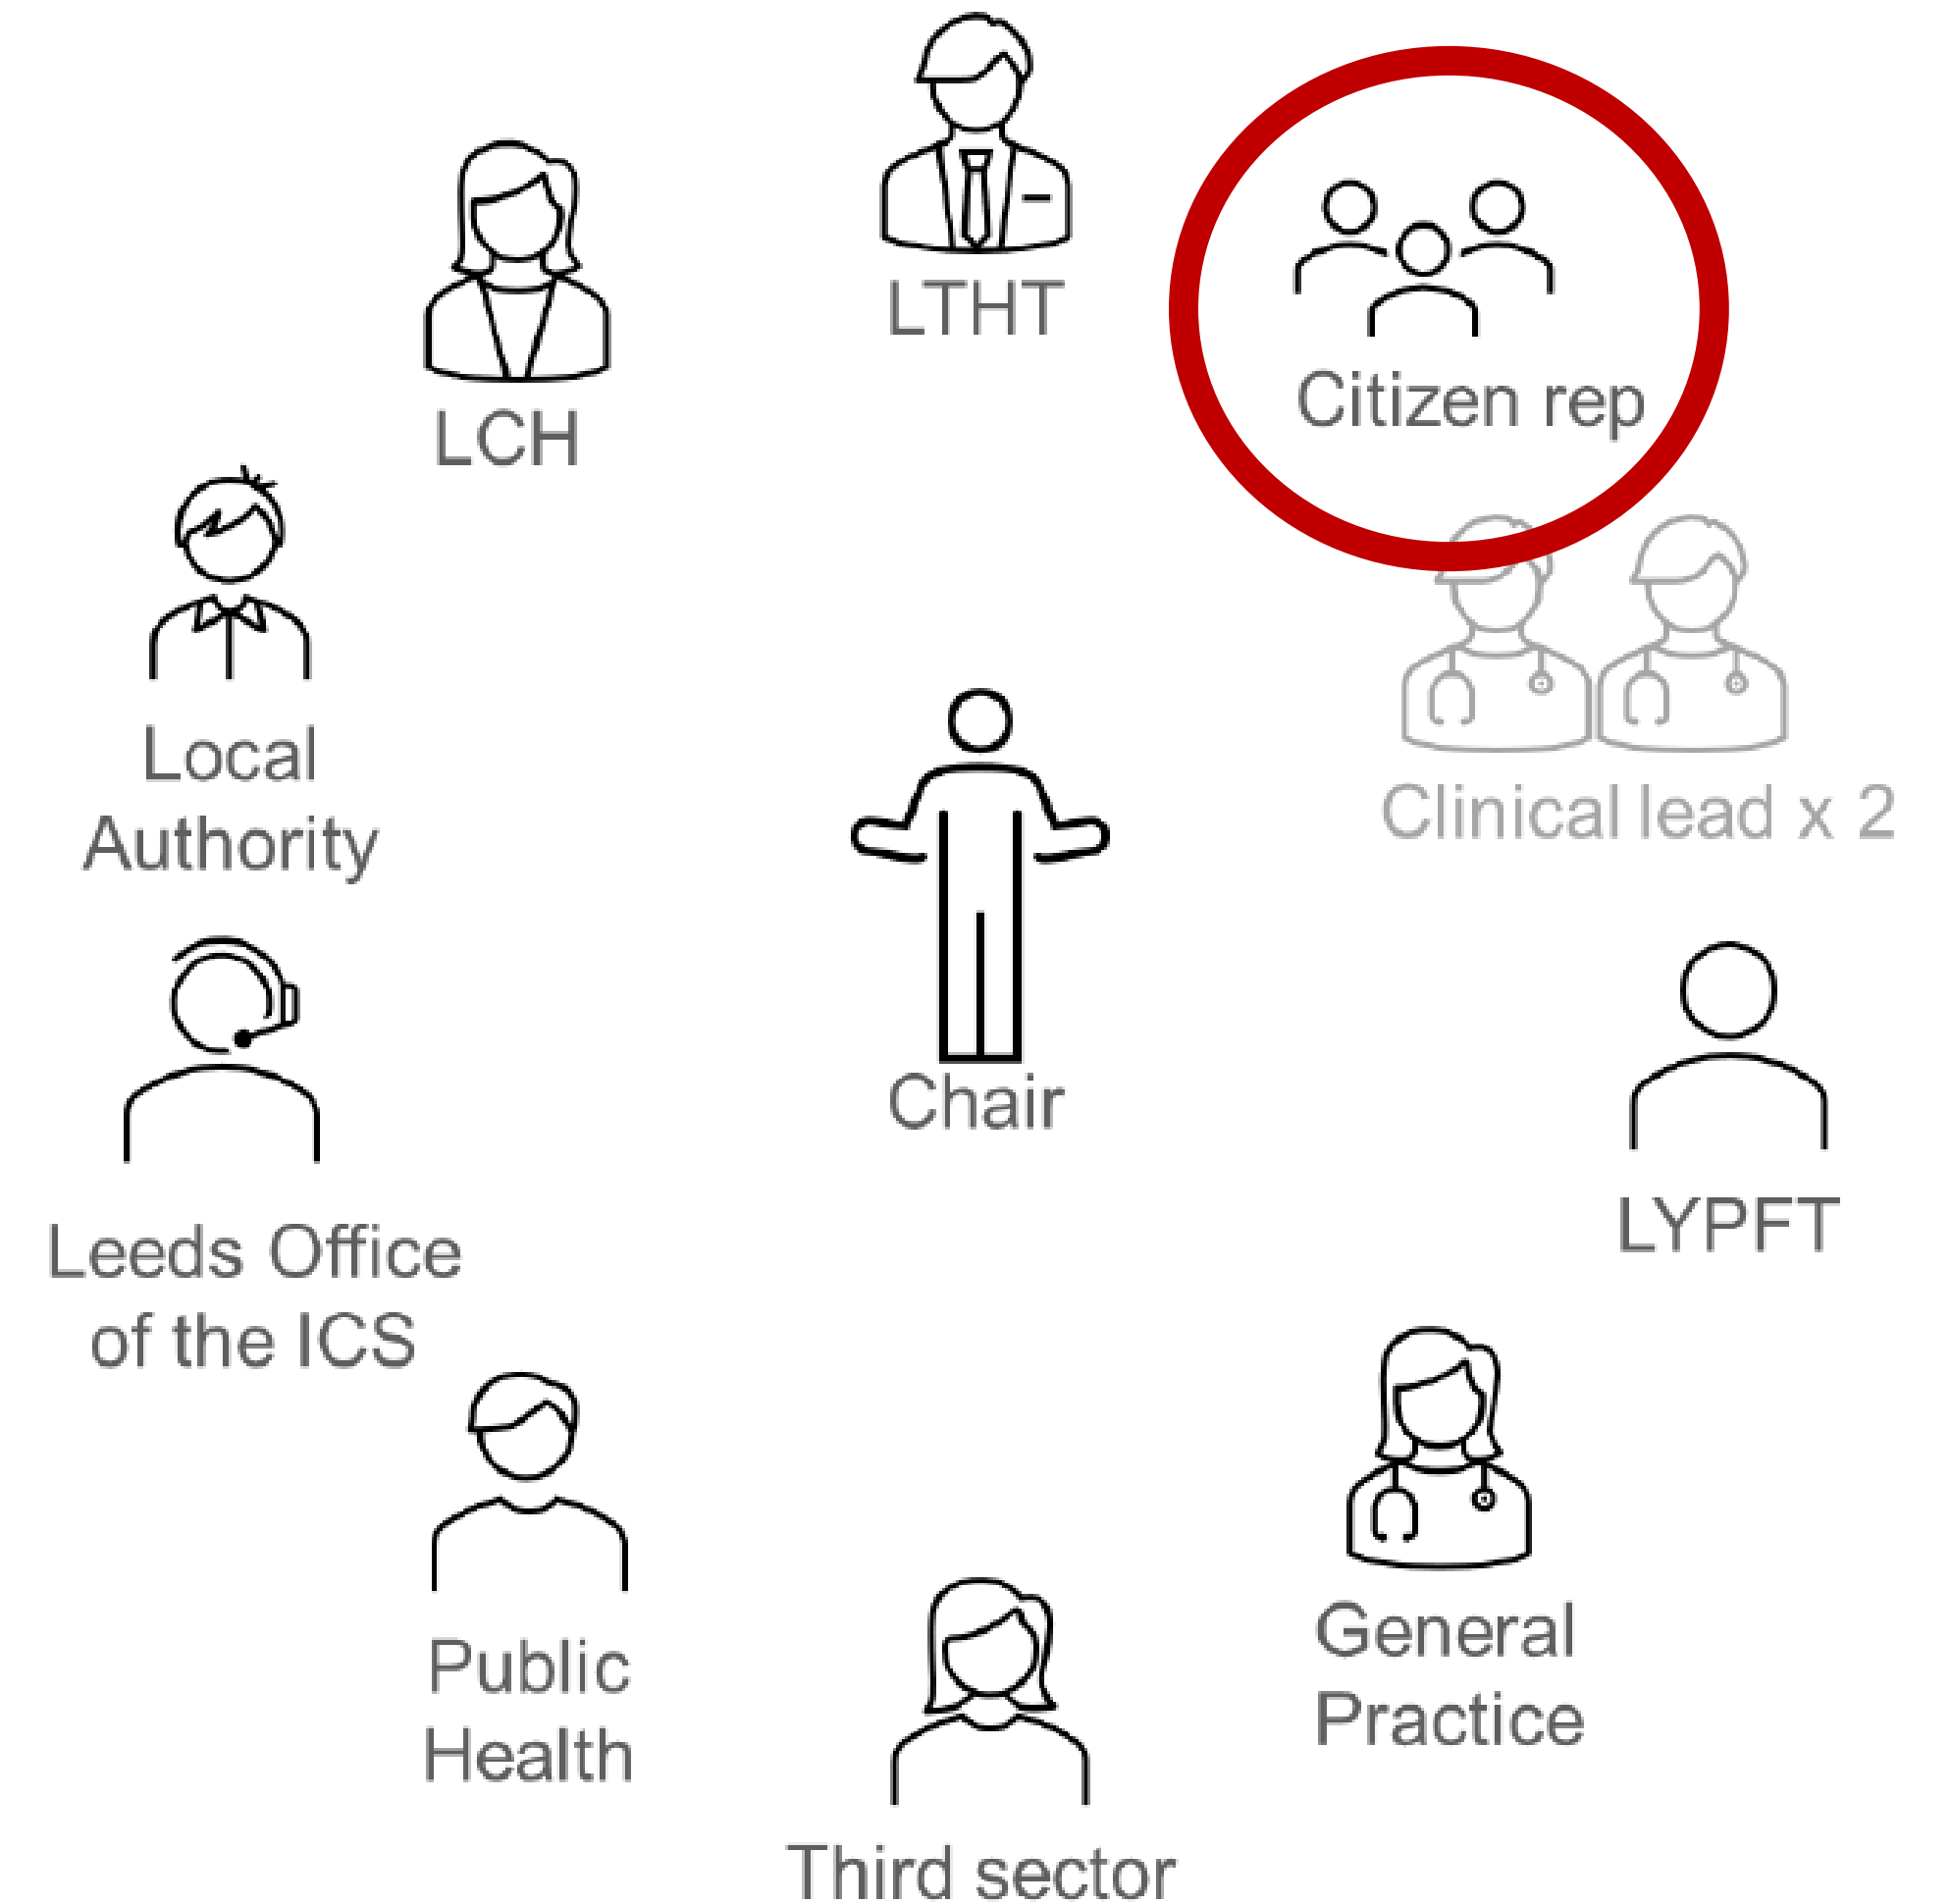 LTHT
Citizen rep
LCH
Local
Authority
Clinical lead x 2
Chair
LYPFT
Leeds Office
of the ICS
General
Practice
Public
Health
Third sector